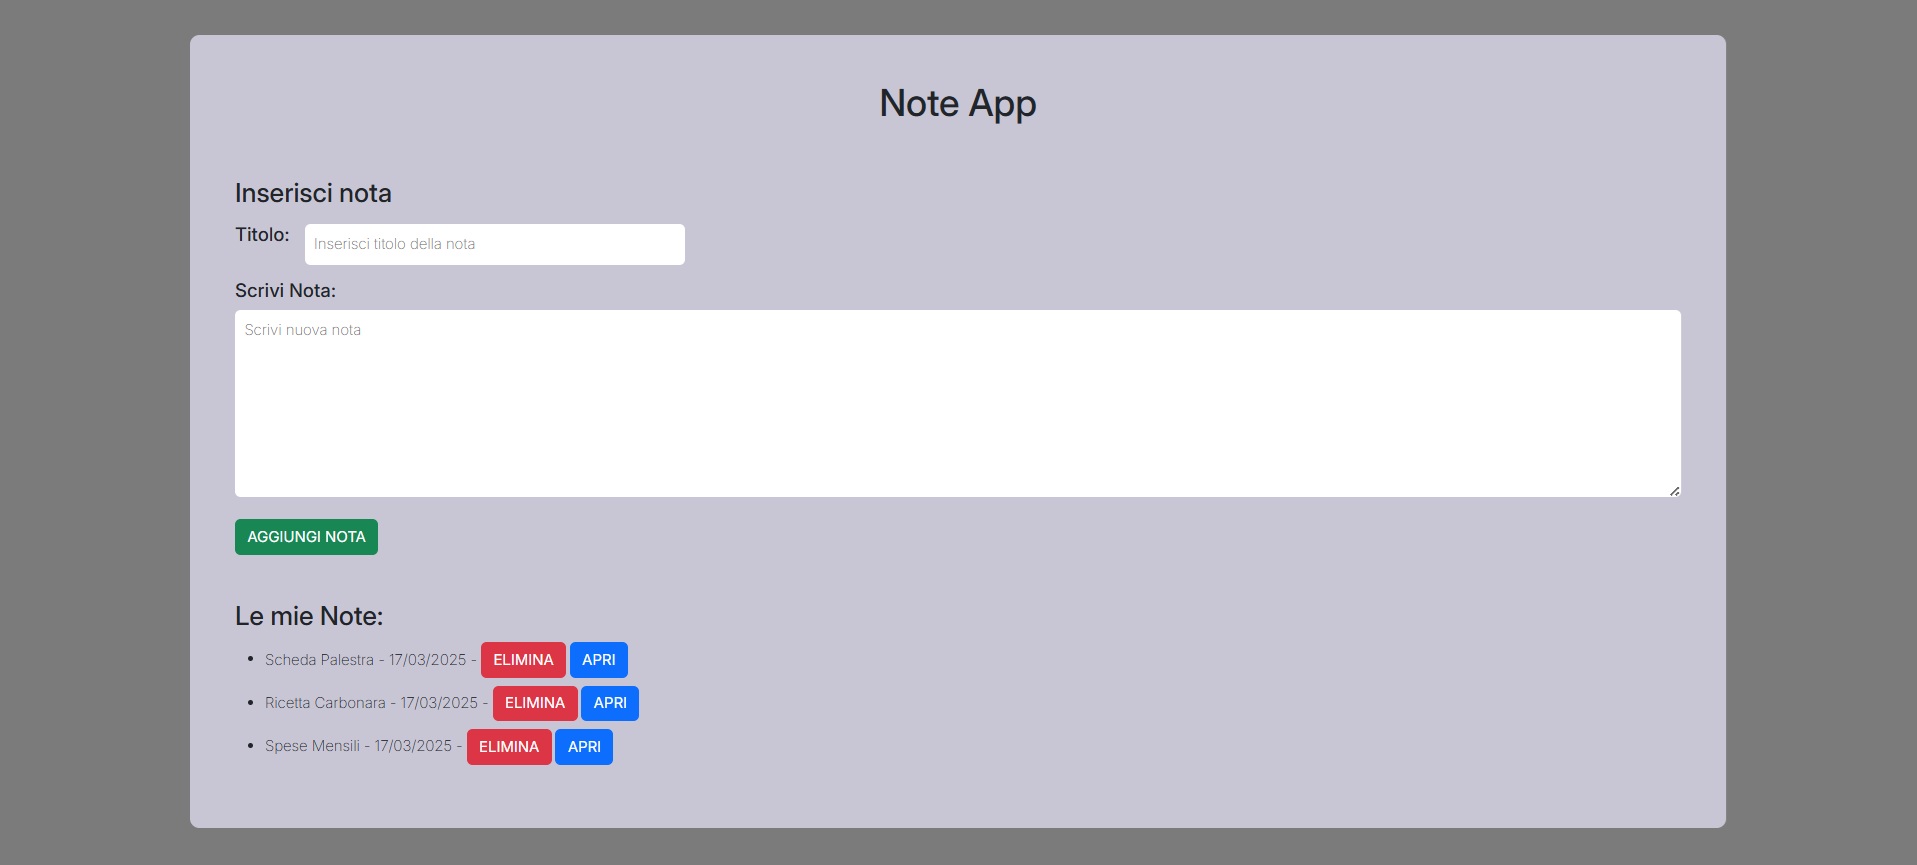 Note App
Inserisci nota
Titolo: Inserisci titolo della nota
Scrivi Nota:
Scrivi nuova nota
AGGIUNGI NOTA
Le mie Note:
Scheda Palestra - 17/03/2025 - ELIMINA APRI
Ricetta Carbonara - 17/03/2025 - ELIMINA APRI
Spese Mensili - 17/03/2025 - ELIMINA APRI